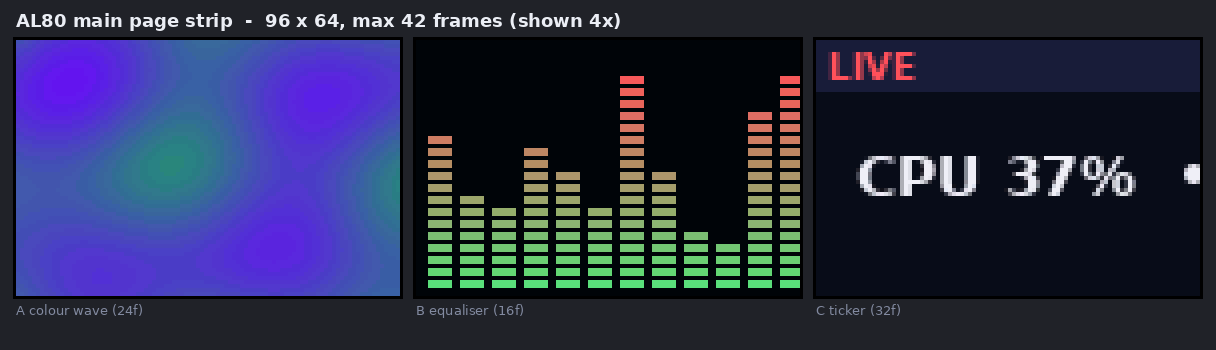 AL80 main page strip - 96 x 64, max 42 frames (shown 4x)
LIVE
CPU 37% •
A colour wave (24f)
B equaliser (16f)
C ticker (32f)